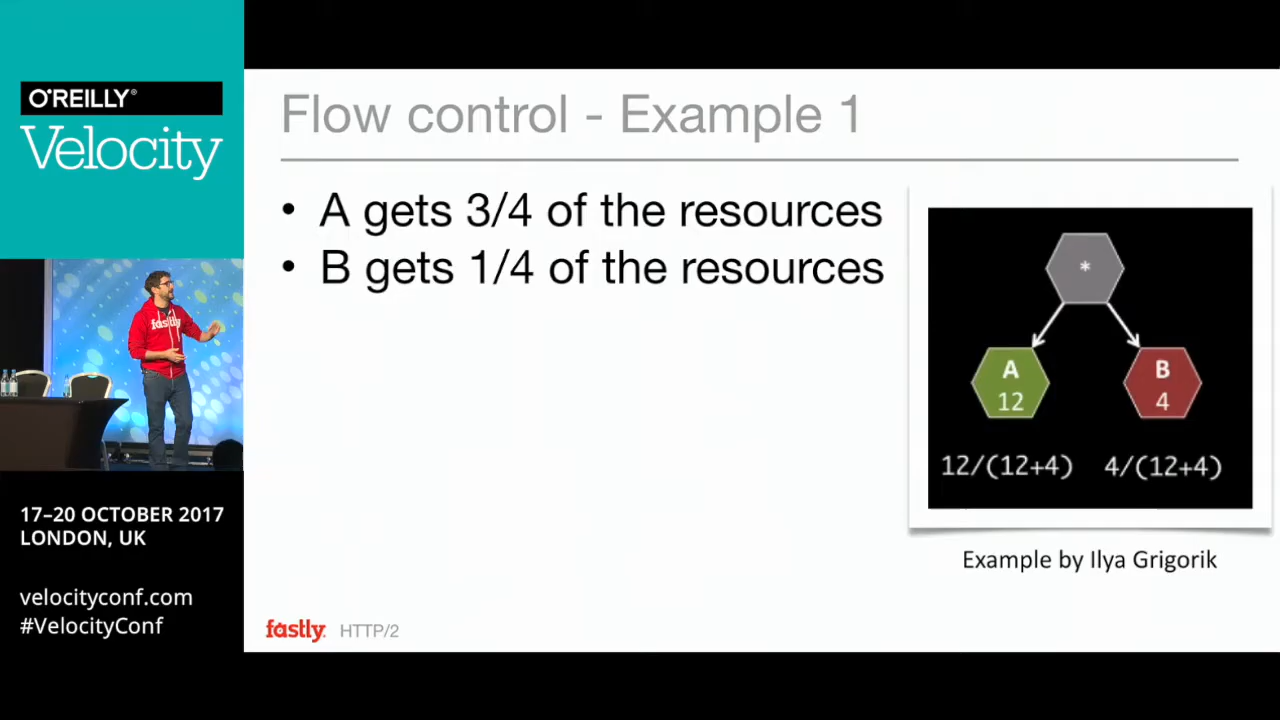 O'REILLY®
Velocity
17–20 OCTOBER 2017
LONDON, UK
velocityconf.com
#VelocityConf
fastly
Flow control - Example 1
• A gets 3/4 of the resources
• B gets 1/4 of the resources
*
A
12
B
4
12/(12+4)
4/(12+4)
Example by Ilya Grigorik
fastly HTTP/2